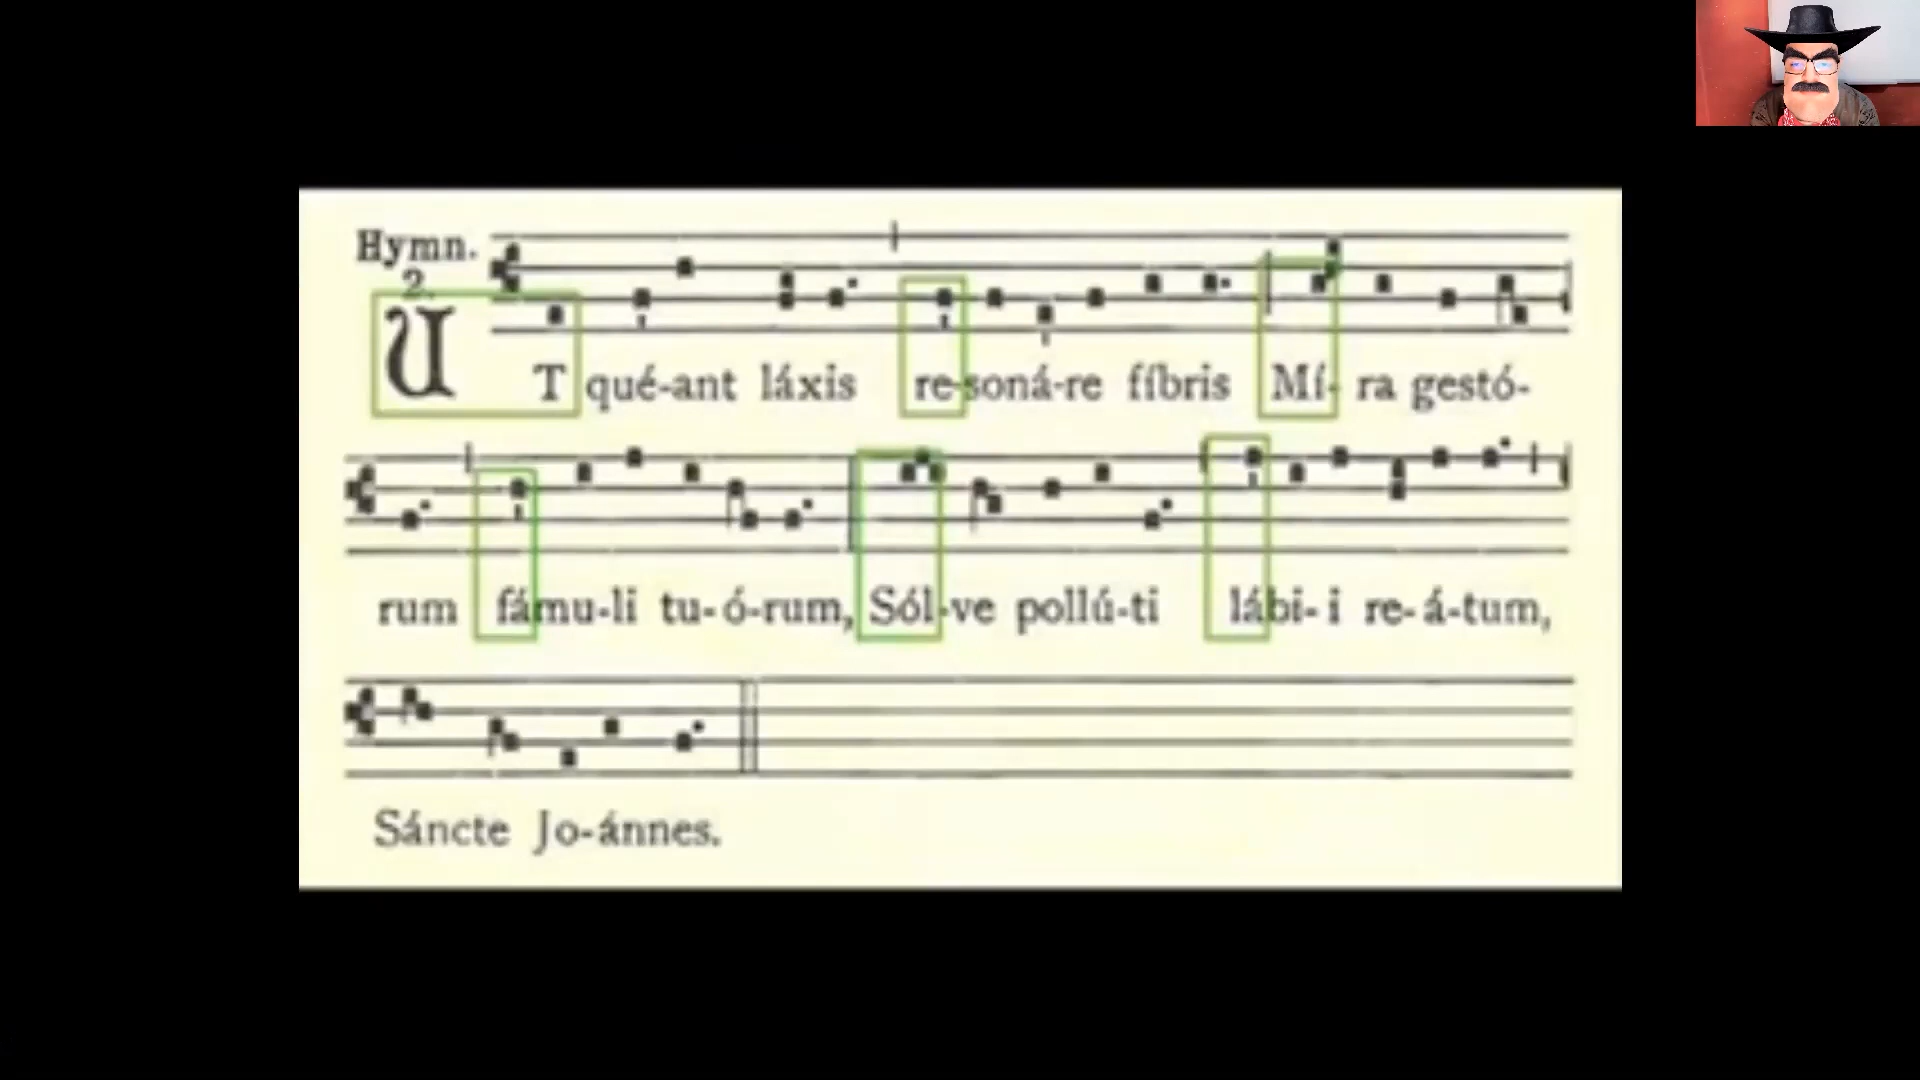 Hymn.
2.
UT qué-ant láxis re-soná-re fíbris Mí- ra gestó-
rum fámu-li tu-ó-rum, Sól-ve pollú-ti lábi-i re-á-tum,
Sáncte Jo-ánnes.